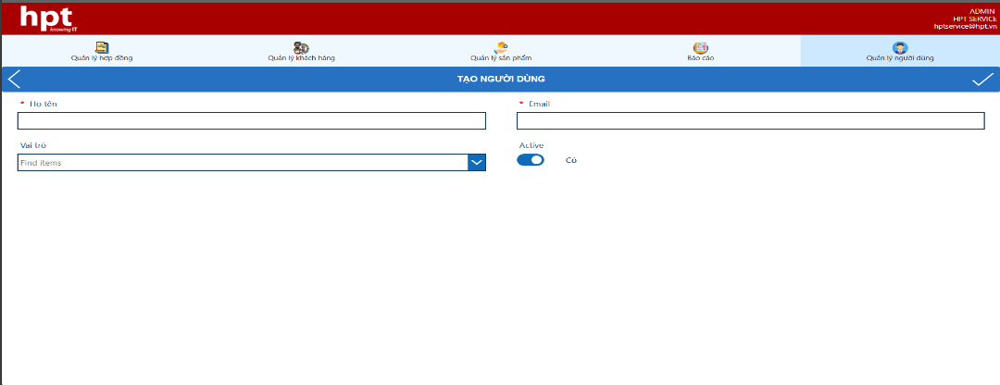 hpt
knowing IT
ADMIN
HPT SERVICE
hptservice@hpt.vn
Quản lý hợp đồng
Quản lý khách hàng
Quản lý sản phẩm
Báo cáo
Quản lý người dùng
TẠO NGƯỜI DÙNG
* Họ tên
* Email
Vai trò
Active
Find items
Có